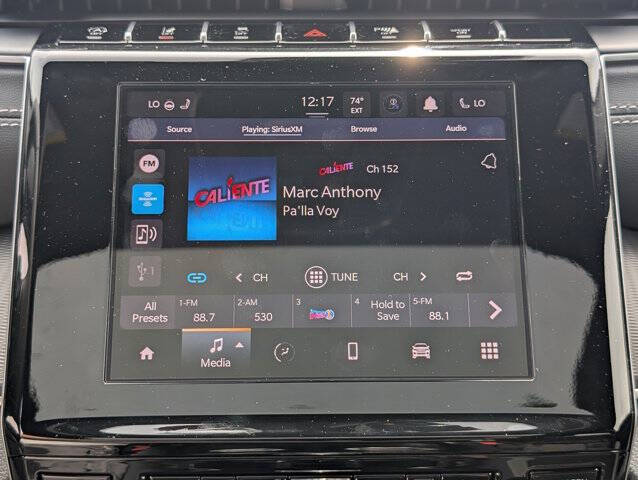 LO 12:17 74° EXT LO
Source Playing: SiriusXM Browse Audio
FM
CALIENTE
CALIENTE Ch 152
Marc Anthony
Pa'lla Voy
1
CH TUNE CH
All Presets
1-FM 88.7
2-AM 530
3
4 Hold to Save
5-FM 88.1
Media